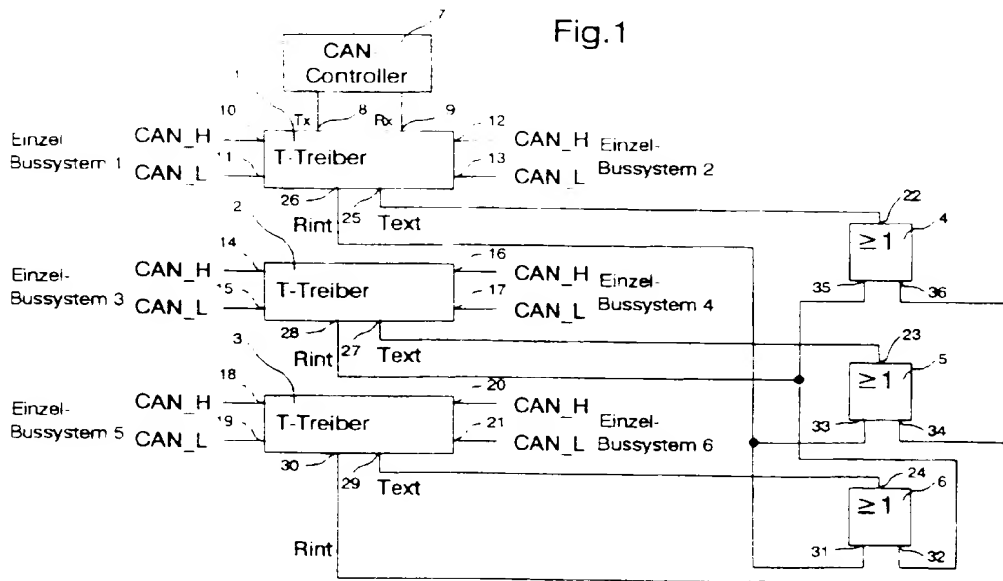 Fig.1
7
CAN
Controller
1
10
Tx
8
Rx
9
12
Einzel
Bussystem 1
CAN_H
T-Treiber
CAN_H
Einzel-
Bussystem 2
11
CAN_L
13
CAN_L
26
25
22
4
2
Rint
Text
≥1
14
16
35
36
Einzel-
Bussystem 3
CAN_H
T-Treiber
CAN_H
Einzel-
Bussystem 4
15
CAN_L
17
CAN_L
28
27
23
5
3
Rint
Text
≥1
18
20
33
34
Einzel-
Bussystem 5
CAN_H
T-Treiber
CAN_H
Einzel-
Bussystem 6
19
CAN_L
21
CAN_L
30
29
24
6
Text
≥1
Rint
31
32